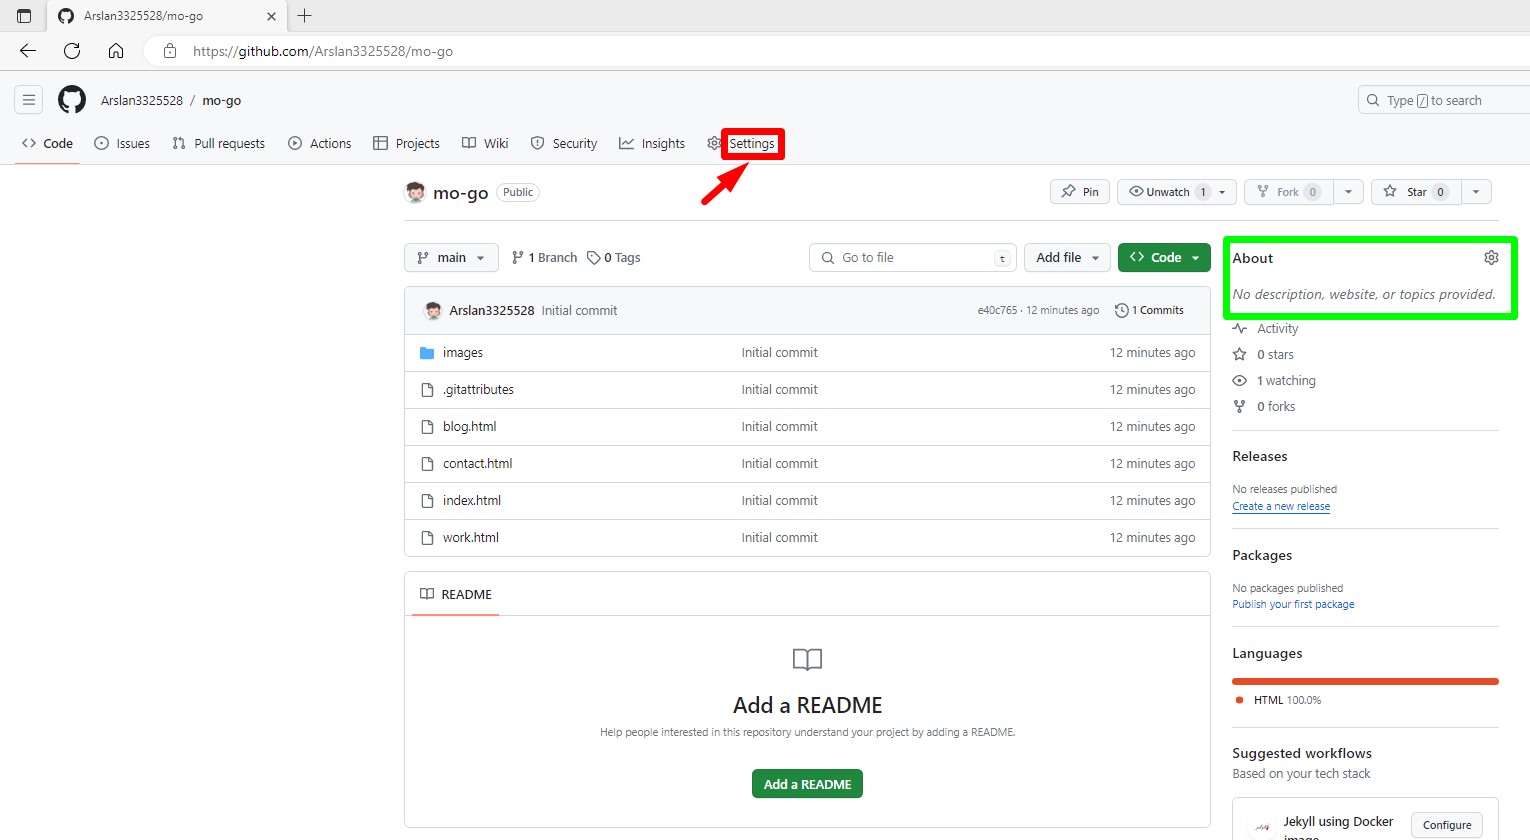 Arslan3325528/mo-go
https://github.com/Arslan3325528/mo-go
Arslan3325528 / mo-go
Type / to search
Code Issues Pull requests Actions Projects Wiki Security Insights Settings
mo-go Public
Pin Unwatch 1 Fork 0 Star 0
main 1 Branch 0 Tags Go to file t Add file Code
Arslan3325528 Initial commit e40c765 · 12 minutes ago 1 Commits
images Initial commit 12 minutes ago
.gitattributes Initial commit 12 minutes ago
blog.html Initial commit 12 minutes ago
contact.html Initial commit 12 minutes ago
index.html Initial commit 12 minutes ago
work.html Initial commit 12 minutes ago
README
Add a README
Help people interested in this repository understand your project by adding a README.
Add a README
About
No description, website, or topics provided.
Activity
0 stars
1 watching
0 forks
Releases
No releases published
Create a new release
Packages
No packages published
Publish your first package
Languages
HTML 100.0%
Suggested workflows
Based on your tech stack
Jekyll using Docker
image
Configure